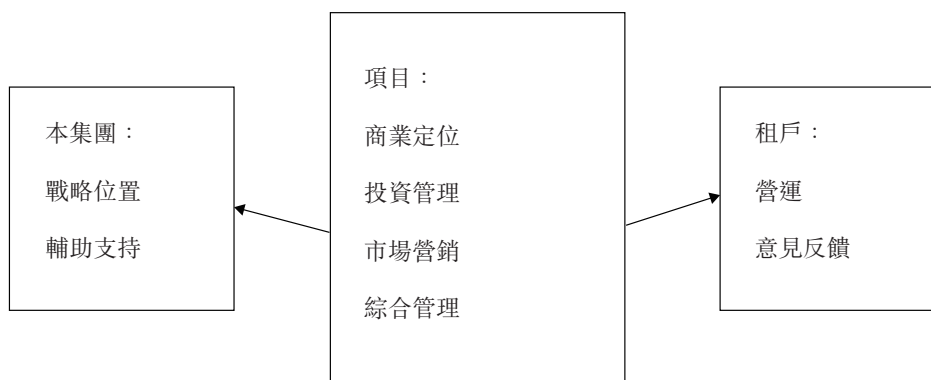 本集團：
戰略位置
輔助支持
項目：
商業定位
投資管理
市場營銷
綜合管理
租戶：
營運
意見反饋